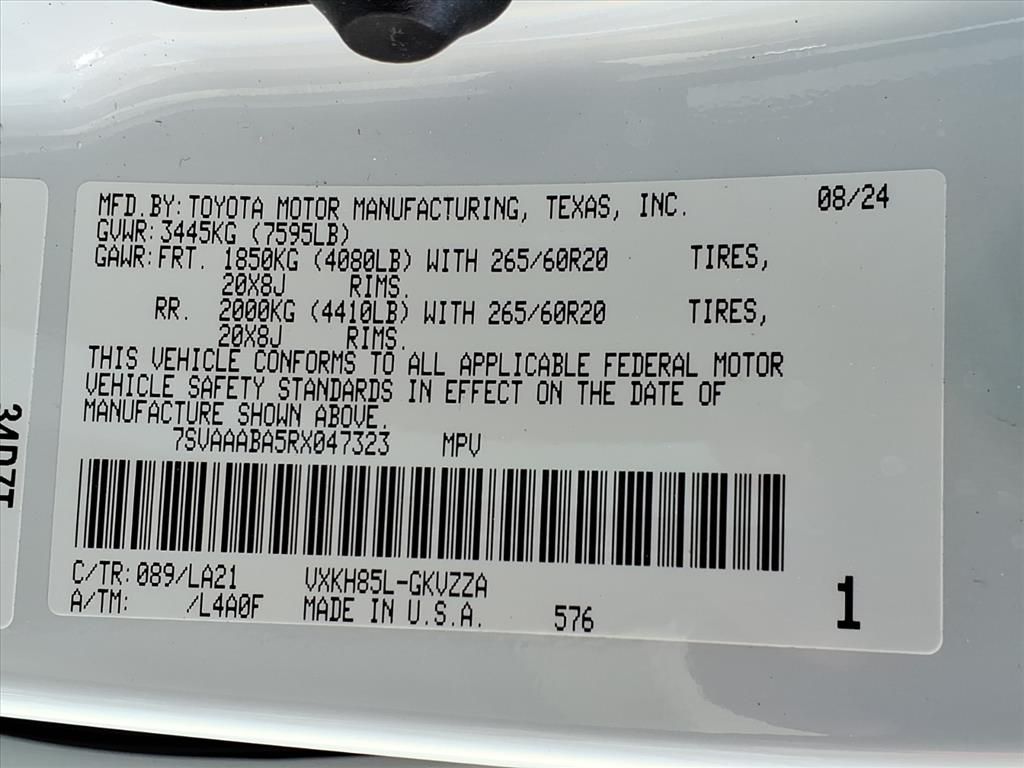 MFD.BY:TOYOTA MOTOR MANUFACTURING, TEXAS, INC. 08/24
GVWR:3445KG (7595LB)
GAWR:FRT. 1850KG (4080LB) WITH 265/60R20 TIRES,
20X8J RIMS.
RR. 2000KG (4410LB) WITH 265/60R20 TIRES,
20X8J RIMS.
THIS VEHICLE CONFORMS TO ALL APPLICABLE FEDERAL MOTOR
VEHICLE SAFETY STANDARDS IN EFFECT ON THE DATE OF
MANUFACTURE SHOWN ABOVE.
7SVAAABA5RX047323 MPV
C/TR:089/LA21 VXKH85L-GKVZZA
A/TM: /L4A0F MADE IN U.S.A. 576 1